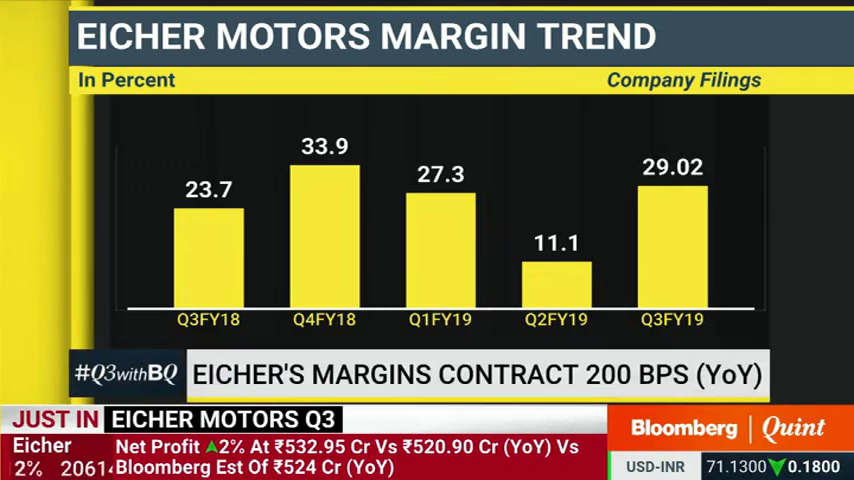 EICHER MOTORS MARGIN TREND
In Percent
Company Filings
23.7
33.9
27.3
11.1
29.02
Q3FY18
Q4FY18
Q1FY19
Q2FY19
Q3FY19
#Q3withBQ
EICHER'S MARGINS CONTRACT 200 BPS (YoY)
JUST IN
EICHER MOTORS Q3
Eicher
2% 20614
Net Profit ▲2% At ₹532.95 Cr Vs ₹520.90 Cr (YoY) Vs
Bloomberg Est Of ₹524 Cr (YoY)
Bloomberg | Quint
USD-INR
71.1300 ▼ 0.1800